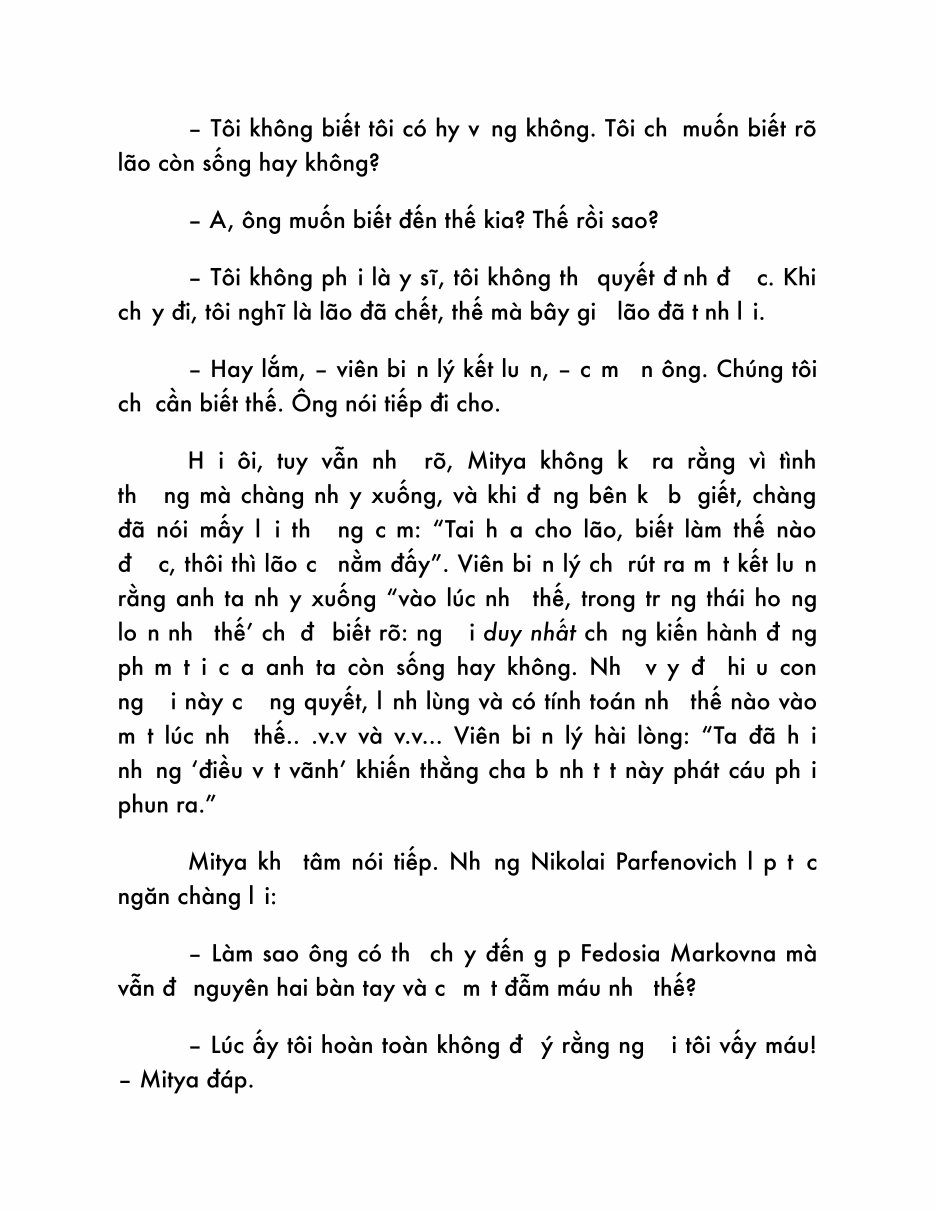 – Tôi không biết tôi có hy v ng không. Tôi ch muốn biết rõ
lão còn sống hay không?
– A, ông muốn biết đến thế kia? Thế rồi sao?
– Tôi không ph i là y sĩ, tôi không th quyết đ nh đ c. Khi
ch y đi, tôi nghĩ là lão đã chết, thế mà bây gi lão đã t nh l i.
– Hay lắm, – viên bi n lý kết lu n, – c m n ông. Chúng tôi
ch cần biết thế. Ông nói tiếp đi cho.
H i ôi, tuy vẫn nh rõ, Mitya không k ra rằng vì tình
th ng mà chàng nh y xuống, và khi đ ng bên k b giết, chàng
đã nói mấy l i th ng c m: “Tai h a cho lão, biết làm thế nào
đ c, thôi thì lão c nằm đấy”. Viên bi n lý ch rút ra m t kết lu n
rằng anh ta nh y xuống “vào lúc nh thế, trong tr ng thái ho ng
lo n nh thế’ ch đ biết rõ: ng i duy nhất ch ng kiến hành đ ng
ph m t i c a anh ta còn sống hay không. Nh v y đ hi u con
ng i này c ng quyết, l nh lùng và có tính toán nh thế nào vào
m t lúc nh thế.. .v.v và v.v... Viên bi n lý hài lòng: “Ta đã h i
nh ng ‘điều v t vãnh’ khiến thằng cha b nh t t này phát cáu ph i
phun ra.”
Mitya kh tâm nói tiếp. Nh ng Nikolai Parfenovich l p t c
ngăn chàng l i:
– Làm sao ông có th ch y đến g p Fedosia Markovna mà
vẫn đ nguyên hai bàn tay và c m t đẫm máu nh thế?
– Lúc ấy tôi hoàn toàn không đ ý rằng ng i tôi vấy máu!
– Mitya đáp.